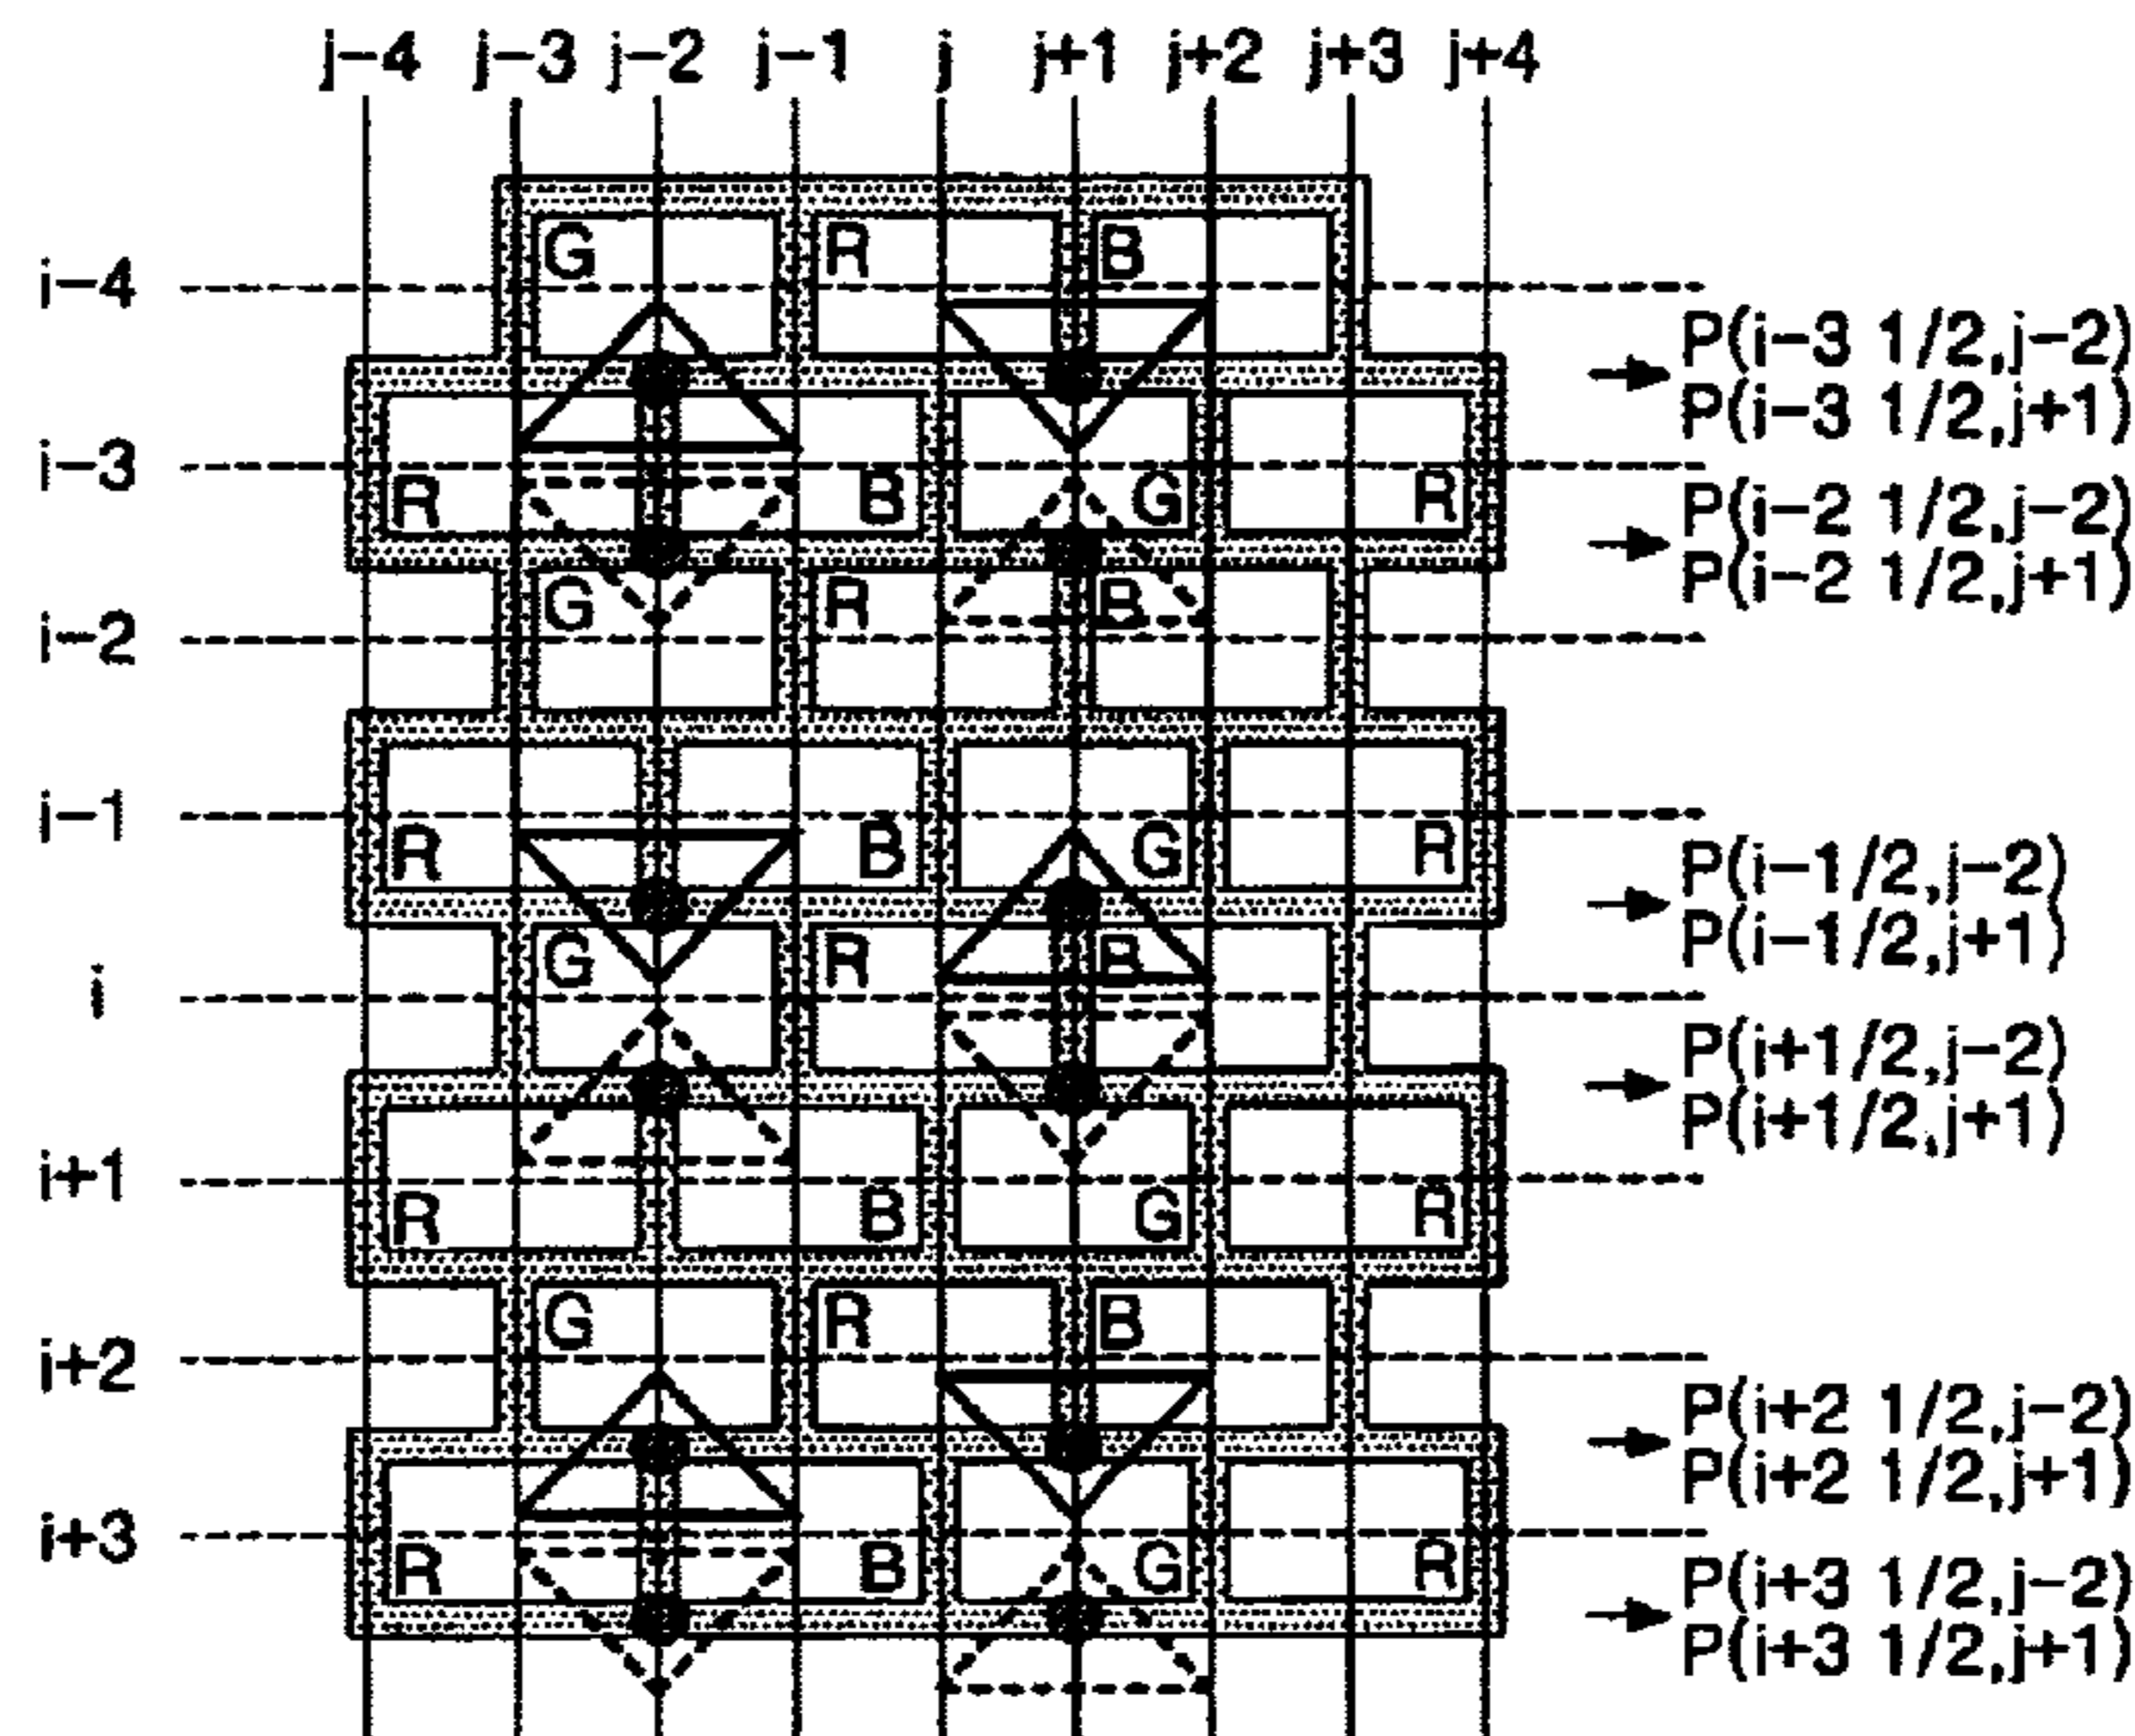 j-4 j-3 j-2 j-1 j j+1 j+2 j+3 j+4
G R B
i-4
P(i-3 1/2,j-2)
P(i-3 1/2,j+1)
i-3
R B G R
P(i-2 1/2,j-2)
P(i-2 1/2,j+1)
G R B
i-2
i-1
R B G R
P(i-1/2,j-2)
P(i-1/2,j+1)
G R B
i
P(i+1/2,j-2)
P(i+1/2,j+1)
i+1
R B G R
G R B
i+2
P(i+2 1/2,j-2)
P(i+2 1/2,j+1)
i+3
R B G R
P(i+3 1/2,j-2)
P(i+3 1/2,j+1)